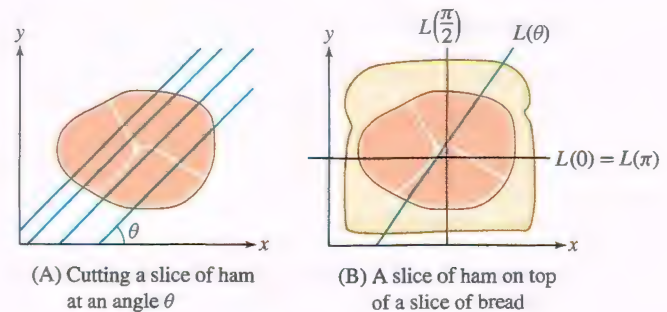 y
θ
x
(A) Cutting a slice of ham
at an angle θ
y
L(π/2)
L(θ)
L(0) = L(π)
x
(B) A slice of ham on top
of a slice of bread